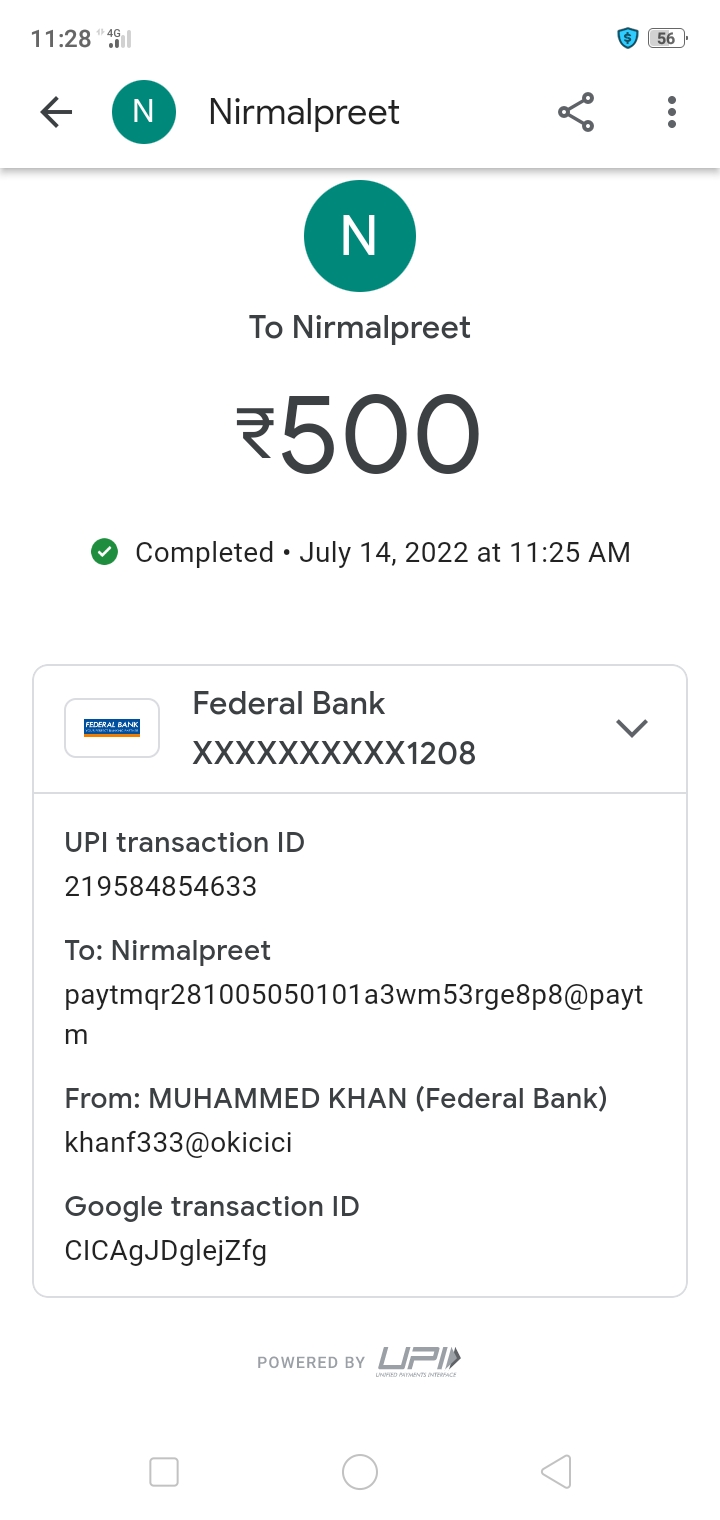 11:28 4G 56
N Nirmalpreet
N
To Nirmalpreet
₹500
Completed • July 14, 2022 at 11:25 AM
FEDERAL BANK
Federal Bank
XXXXXXXXXX1208
UPI transaction ID
219584854633
To: Nirmalpreet
paytmqr281005050101a3wm53rge8p8@payt
m
From: MUHAMMED KHAN (Federal Bank)
khanf333@okicici
Google transaction ID
CICAgJDglejZfg
POWERED BY UPI
UNIFIED PAYMENTS INTERFACE